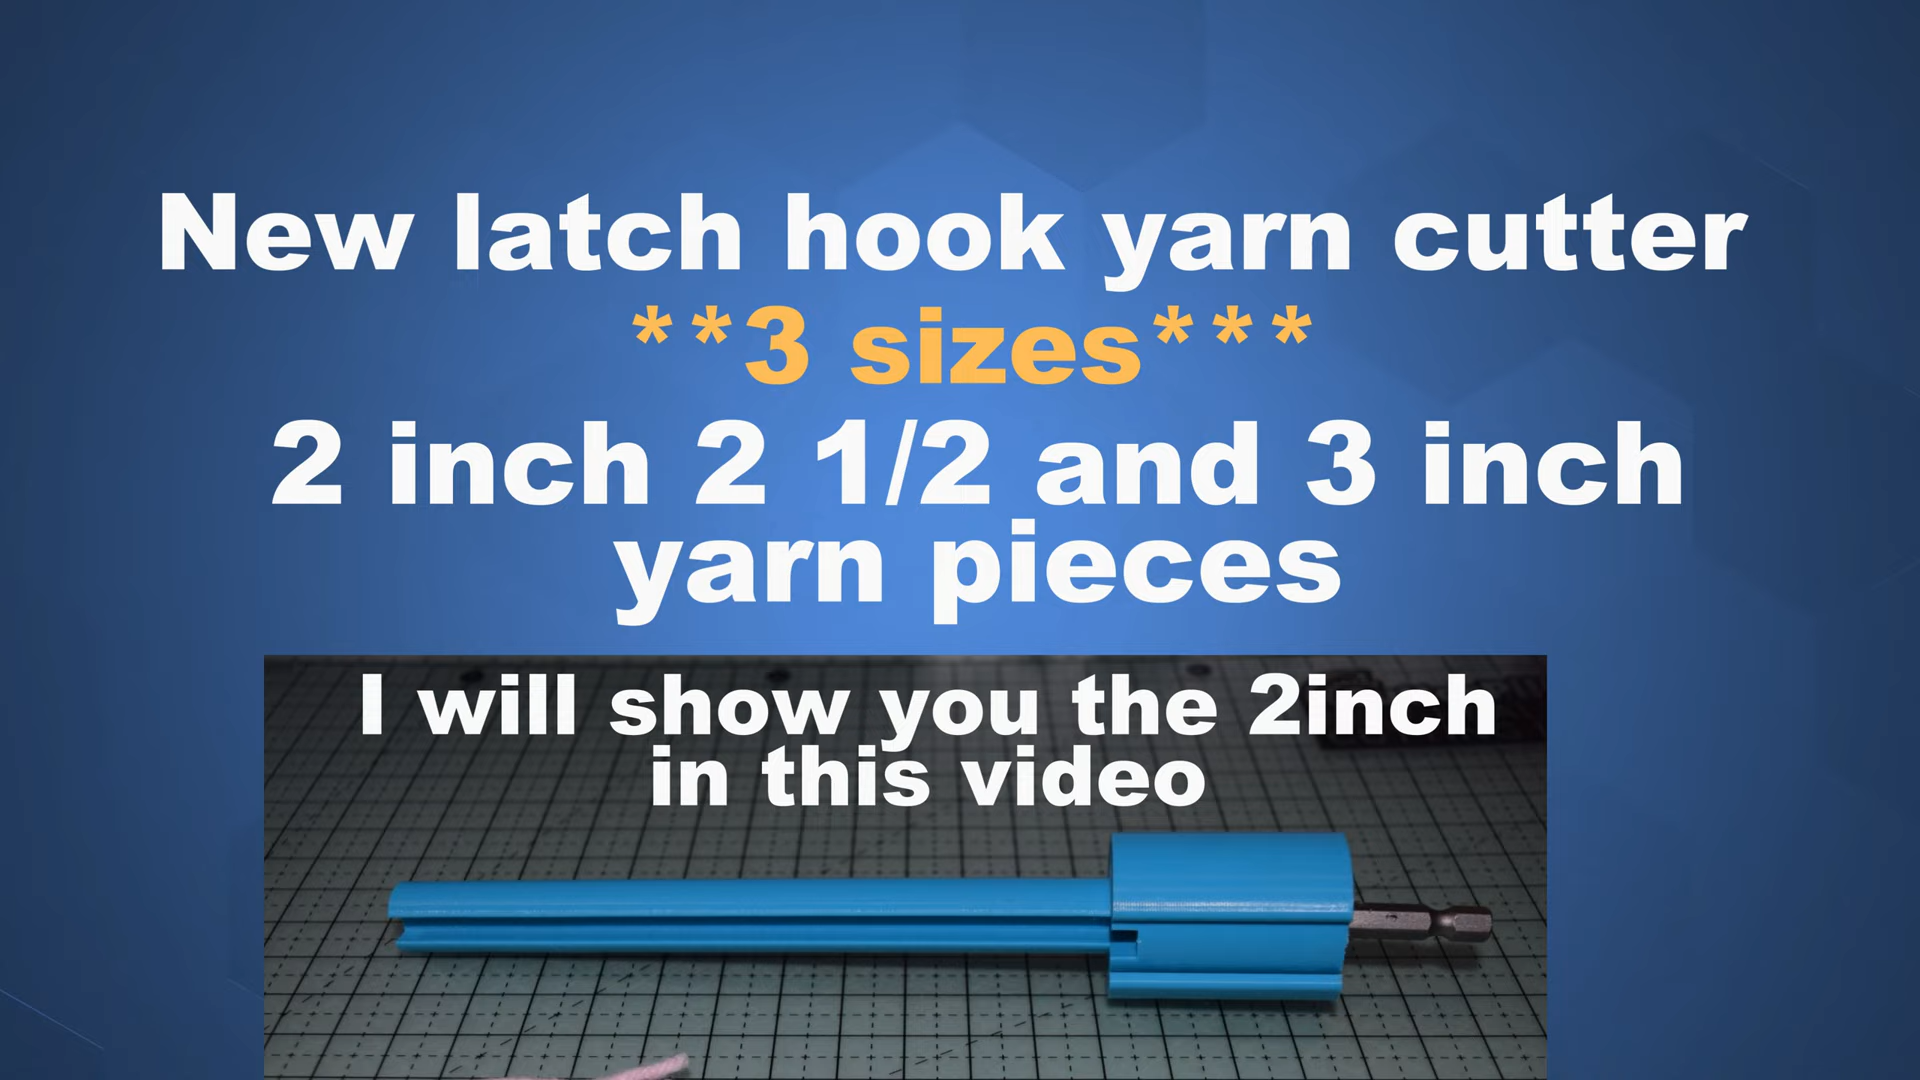 New latch hook yarn cutter
**3 sizes***
2 inch 2 1/2 and 3 inch
yarn pieces
I will show you the 2inch
in this video